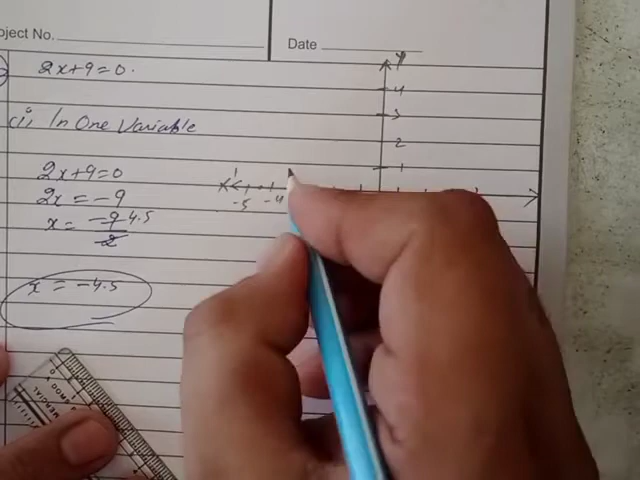 oject No.
Date
2x+9=0.
(i) In One Variable
2x+9=0
2x = -9
x = -9 4.5
2
x = -4.5
y
4
3
2
1
x'
-5 -4